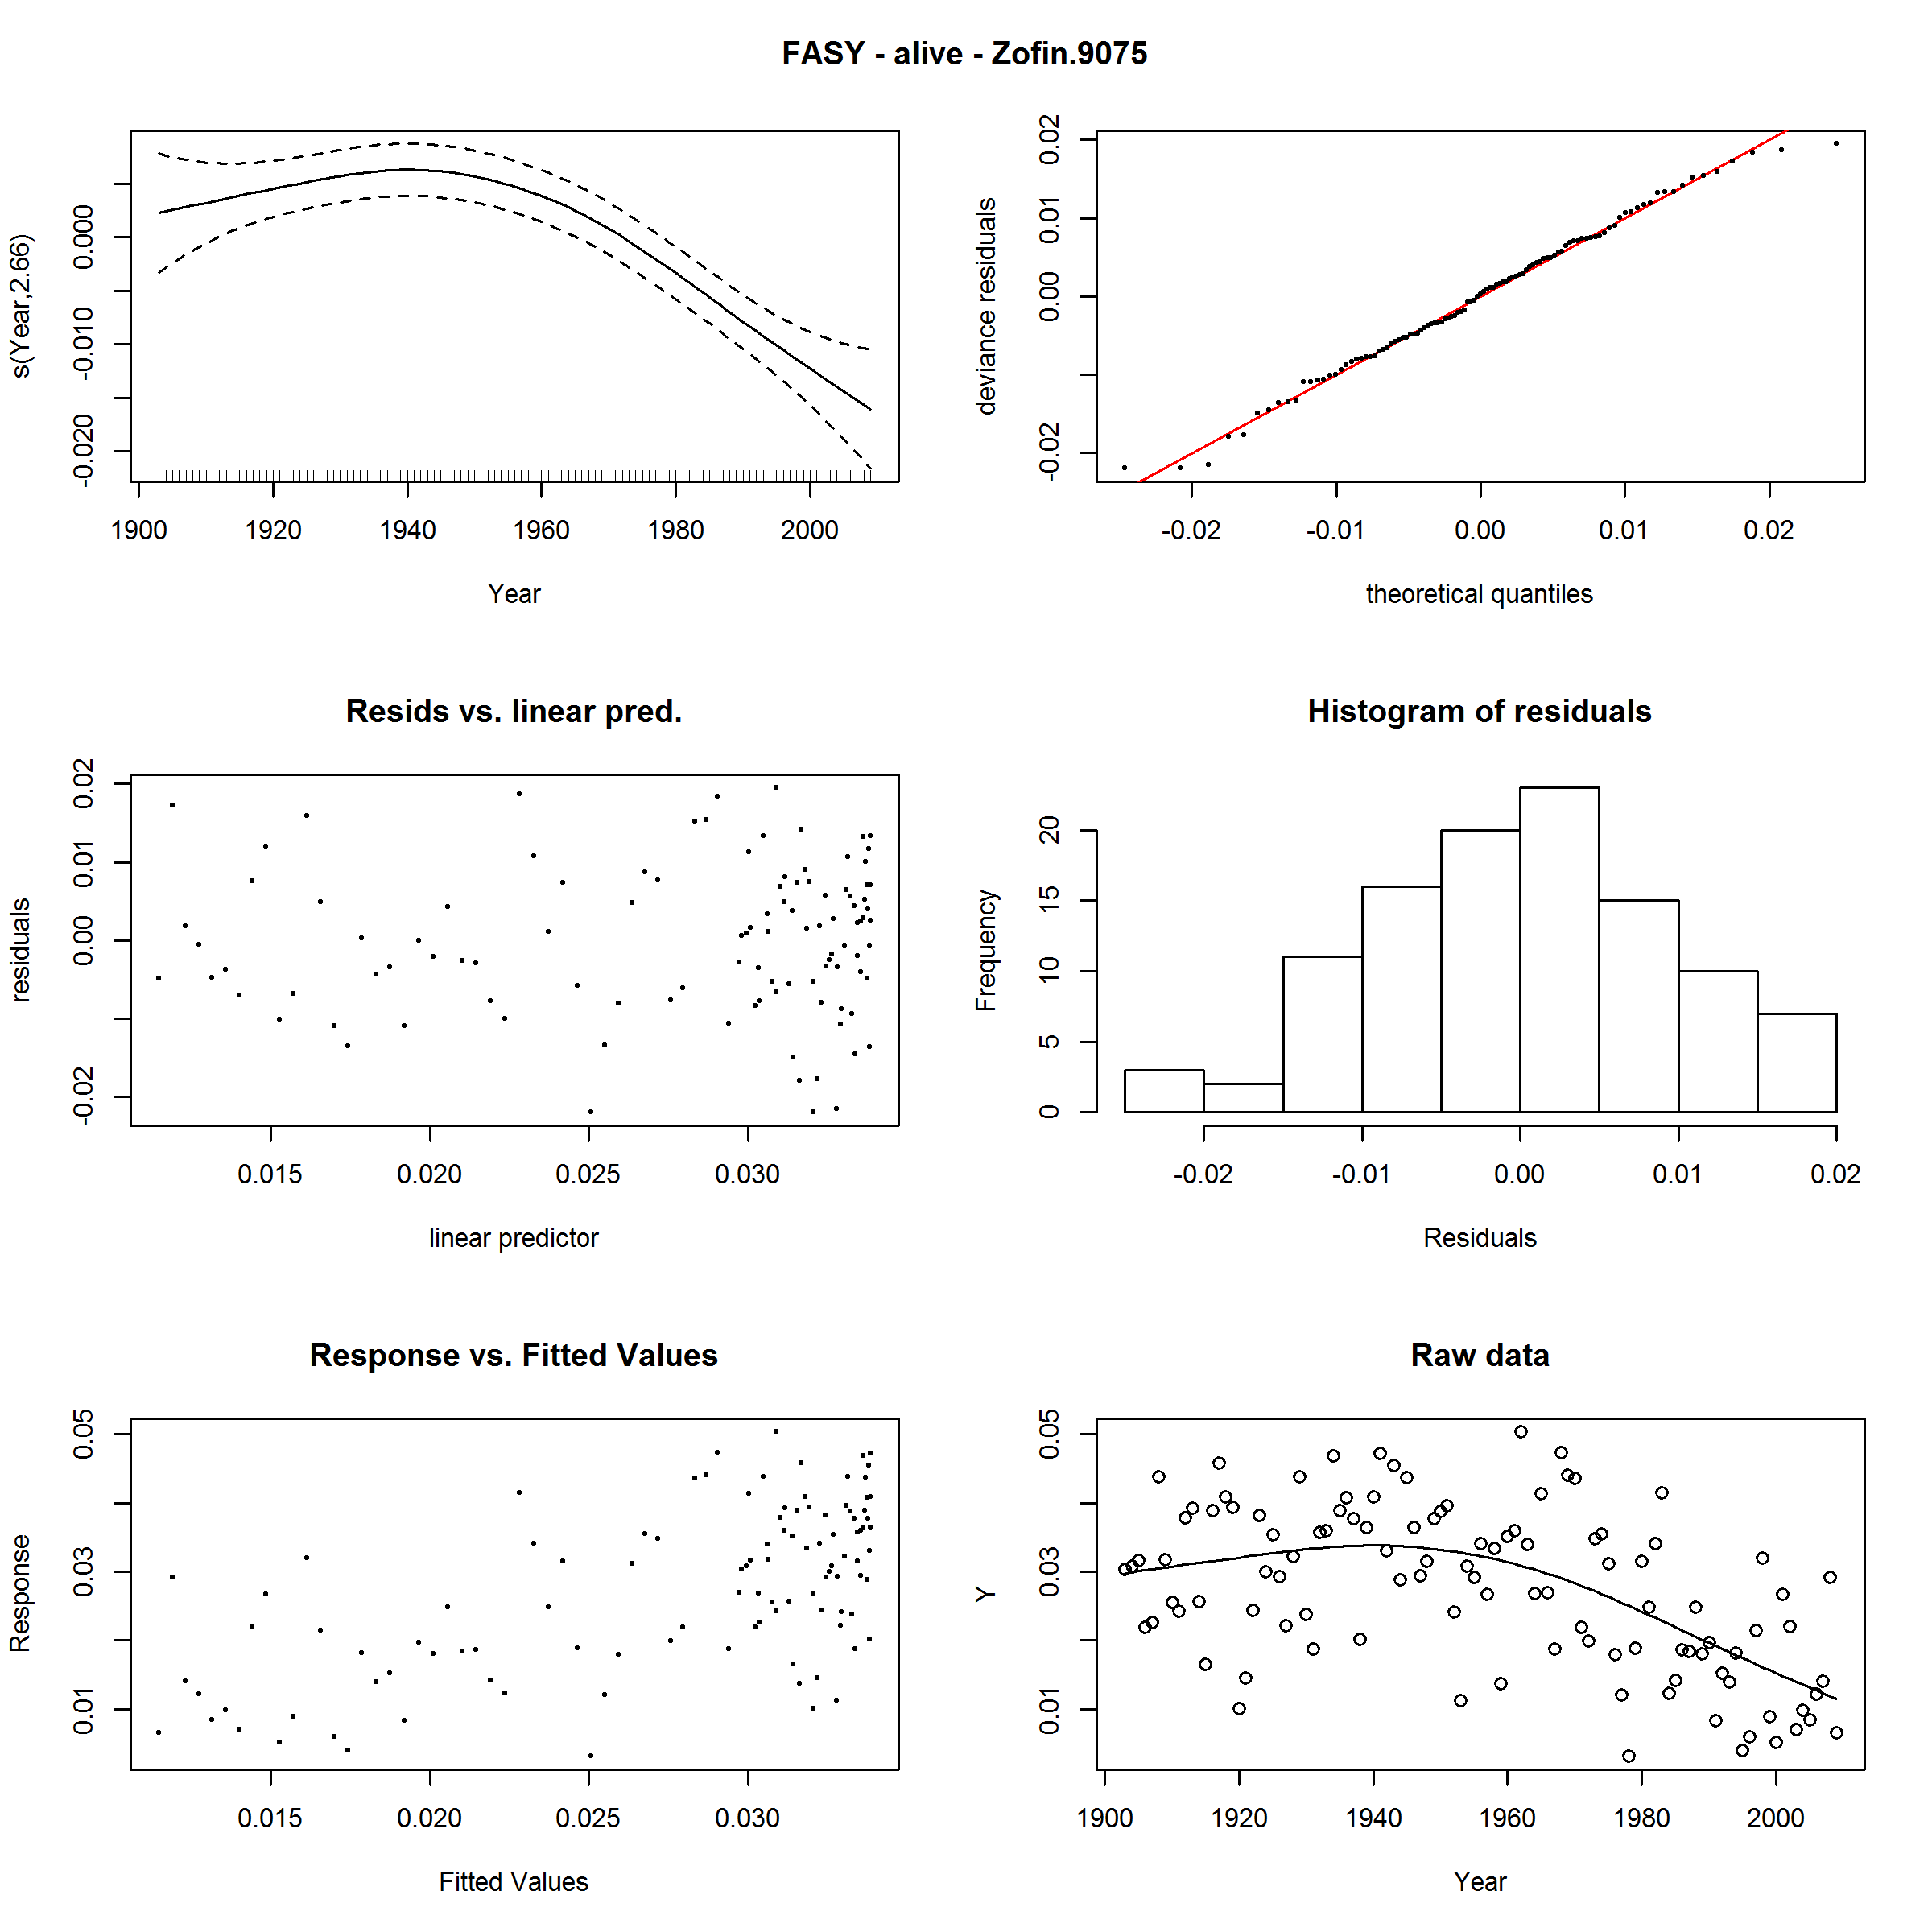 FASY - alive - Zofin.9075
s(Year,2.66)
0.000
-0.010
-0.020
1900 1920 1940 1960 1980 2000
Year
deviance residuals
0.02
0.01
0.00
-0.02
-0.02 -0.01 0.00 0.01 0.02
theoretical quantiles
Resids vs. linear pred.
residuals
0.02
0.01
0.00
-0.02
0.015 0.020 0.025 0.030
linear predictor
Histogram of residuals
Frequency
20
15
10
5
0
-0.02 -0.01 0.00 0.01 0.02
Residuals
Response vs. Fitted Values
Response
0.05
0.03
0.01
0.015 0.020 0.025 0.030
Fitted Values
Raw data
Y
0.05
0.03
0.01
1900 1920 1940 1960 1980 2000
Year